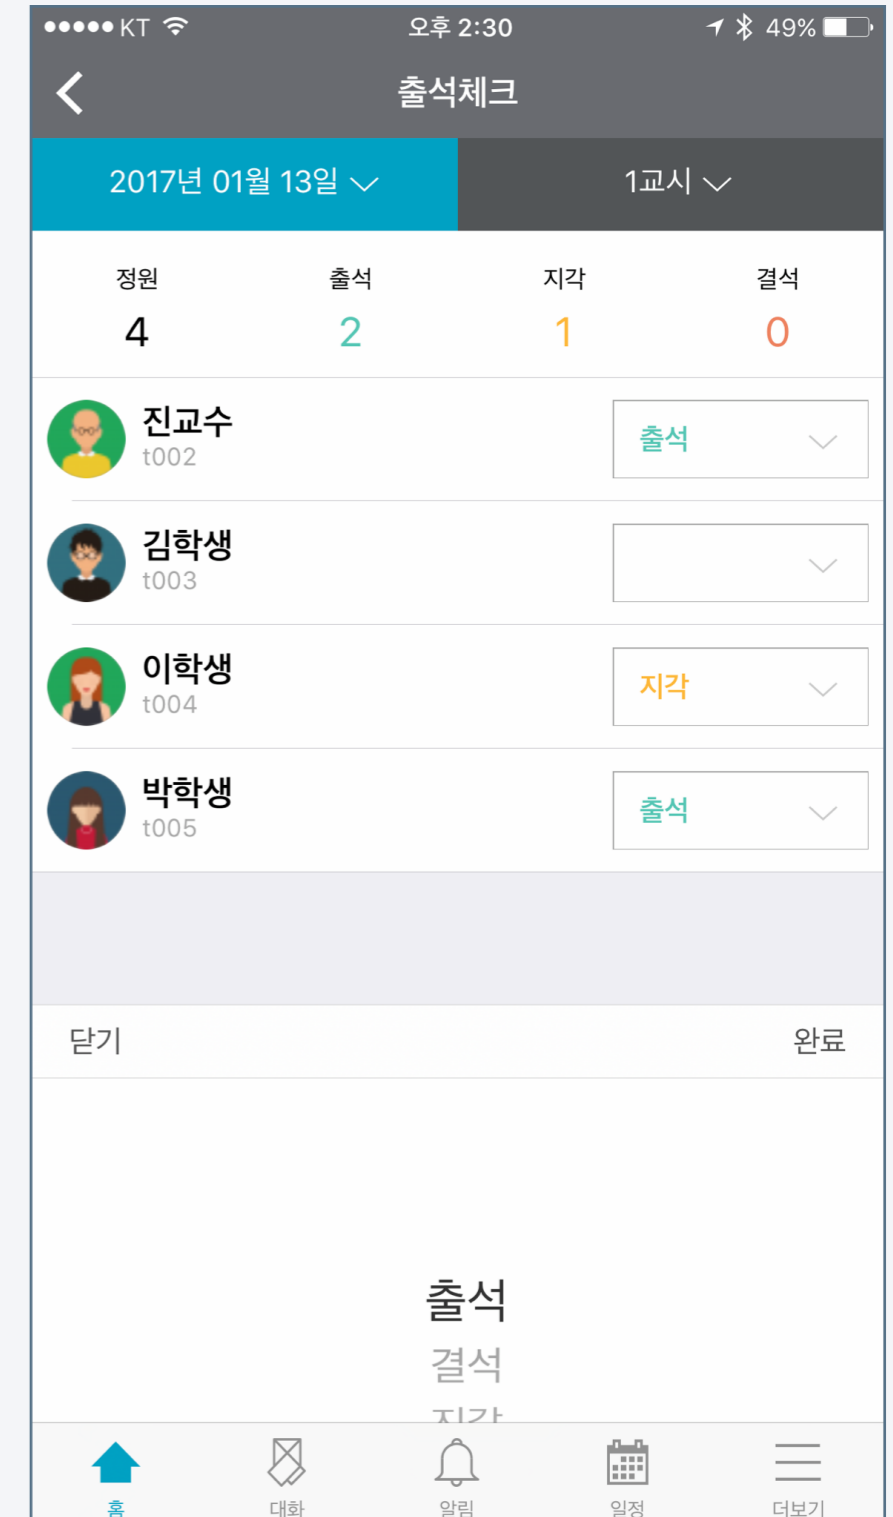 KT 오후 2:30 49%
출석체크
2017년 01월 13일 1교시
정원 출석 지각 결석
4 2 1 0
진교수 출석
t002
김학생
t003
이학생 지각
t004
박학생 출석
t005
닫기 완료
출석
결석
지각
홈 대화 알림 일정 더보기